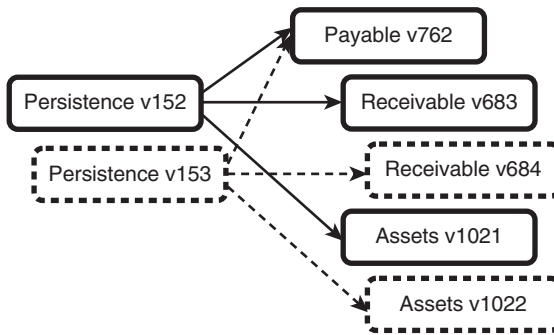 Payable v762
Persistence v152
Receivable v683
Persistence v153
Receivable v684
Assets v1021
Assets v1022